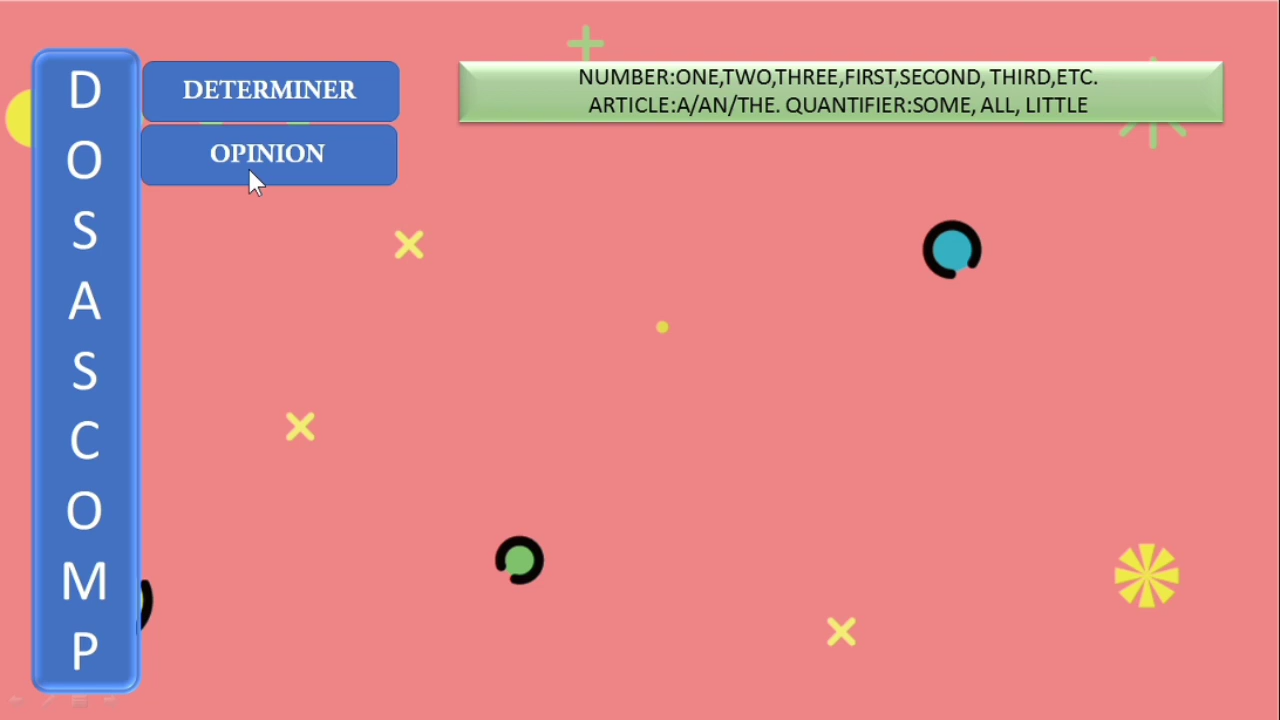 D
O
S
A
S
C
O
M
P
DETERMINER
OPINION
NUMBER:ONE,TWO,THREE,FIRST,SECOND, THIRD,ETC.
ARTICLE:A/AN/THE. QUANTIFIER:SOME, ALL, LITTLE